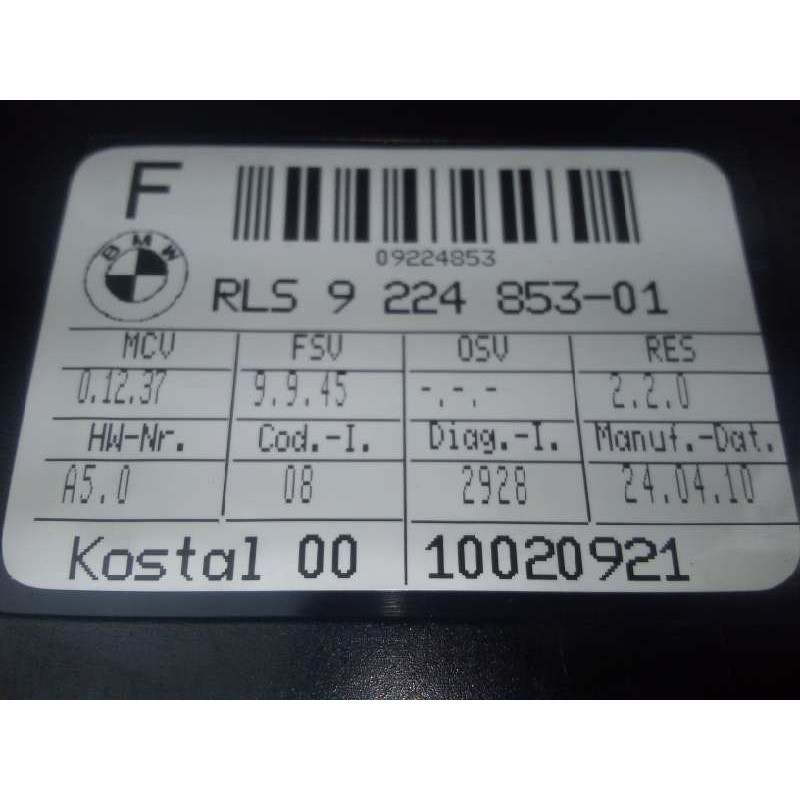 F
09224853
BMW
RLS 9 224 853-01
MCV FSV OSV RES
0.12.37 9.9.45 -.-.- 2.2.0
HW-Nr. Cod.-I. Diag.-I. Manuf.-Dat.
A5.0 08 2928 24.04.10
Kostal 00 10020921